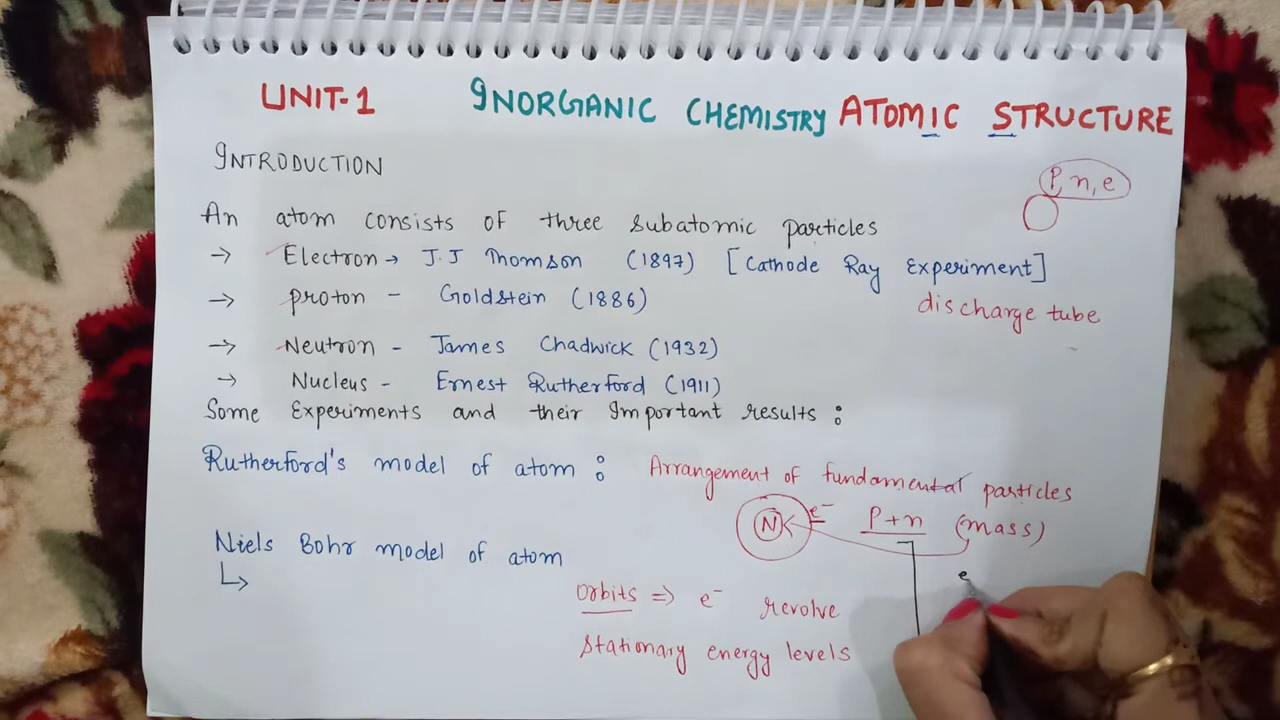 UNIT-1 INORGANIC CHEMISTRY ATOMIC STRUCTURE
INTRODUCTION
P, n, e
An atom consists of three subatomic particles
→ Electron → J.J Thomson (1897) [Cathode Ray Experiment]
→ proton - Goldstein (1886) discharge tube
→ Neutron - James Chadwick (1932)
→ Nucleus - Ernest Rutherford (1911)
Some Experiments and their Important results :
Rutherford's model of atom : Arrangement of fundamental particles
N e⁻ P+n (mass)
Niels Bohr model of atom
e
Orbits ⇒ e⁻ revolve
Stationary energy levels